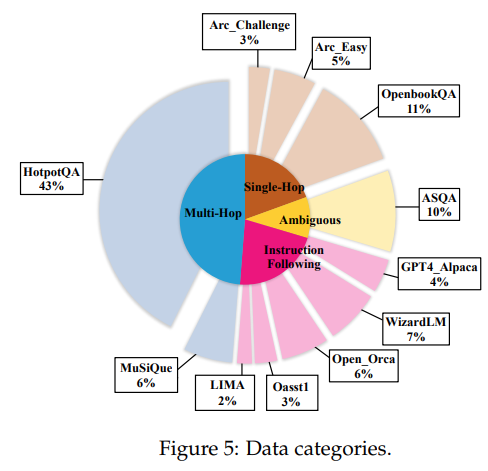 Arc_Challenge
3%
Arc_Easy
5%
OpenbookQA
11%
HotpotQA
43%
Single-Hop
Multi-Hop
Ambiguous
ASQA
10%
Instruction
Following
GPT4_Alpaca
4%
WizardLM
7%
Open_Orca
6%
MuSiQue
6%
LIMA
2%
Oasst1
3%
Figure 5: Data categories.